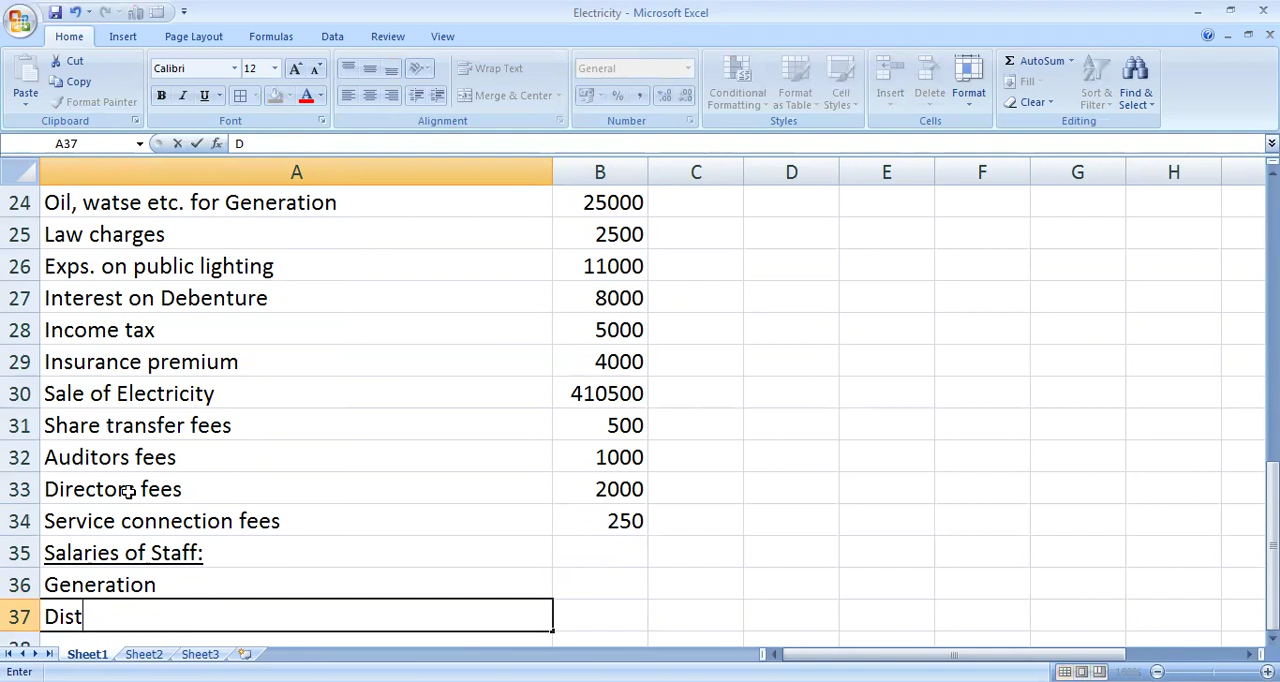 Electricity - Microsoft Excel
Home Insert Page Layout Formulas Data Review View
Paste
Cut
Copy
Format Painter
Clipboard
Calibri 12
B I U
Font
Wrap Text
Merge & Center
Alignment
General
Number
Conditional Formatting
Format as Table
Cell Styles
Styles
Insert
Delete
Format
Cells
AutoSum
Fill
Clear
Sort & Filter
Find & Select
Editing
A37 fx D
A B C D E F G H
24 Oil, watse etc. for Generation 25000
25 Law charges 2500
26 Exps. on public lighting 11000
27 Interest on Debenture 8000
28 Income tax 5000
29 Insurance premium 4000
30 Sale of Electricity 410500
31 Share transfer fees 500
32 Auditors fees 1000
33 Directors fees 2000
34 Service connection fees 250
35 Salaries of Staff:
36 Generation
37 Dist
Sheet1 Sheet2 Sheet3
Enter